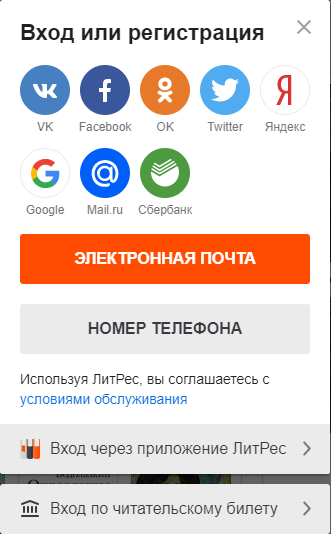 Вход или регистрация
VK
Facebook
OK
Twitter
Яндекс
Google
Mail.ru
Сбербанк
ЭЛЕКТРОННАЯ ПОЧТА
НОМЕР ТЕЛЕФОНА
Используя ЛитРес, вы соглашаетесь с
условиями обслуживания
Вход через приложение ЛитРес
Вход по читательскому билету